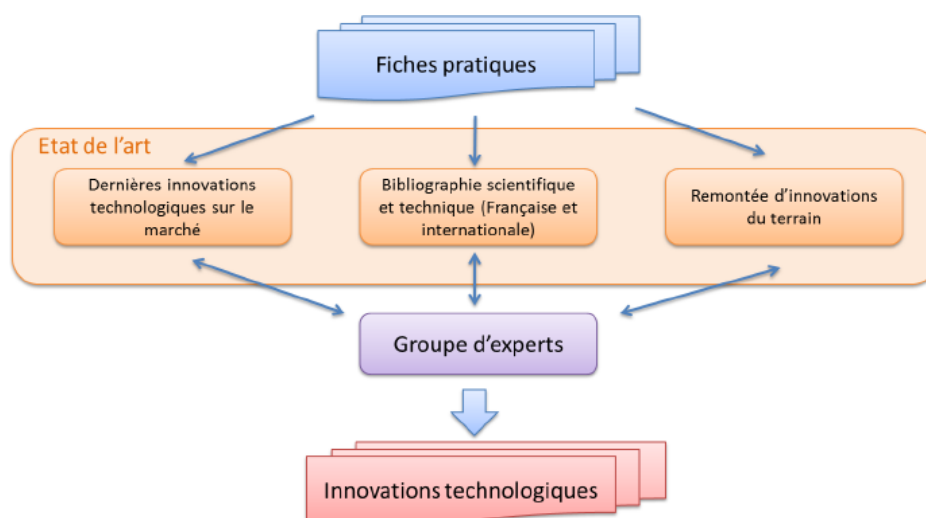 Fiches pratiques
Etat de l'art
Dernières innovations
technologiques sur le
marché
Bibliographie scientifique
et technique (Française et
internationale)
Remontée d'innovations
du terrain
Groupe d'experts
Innovations technologiques